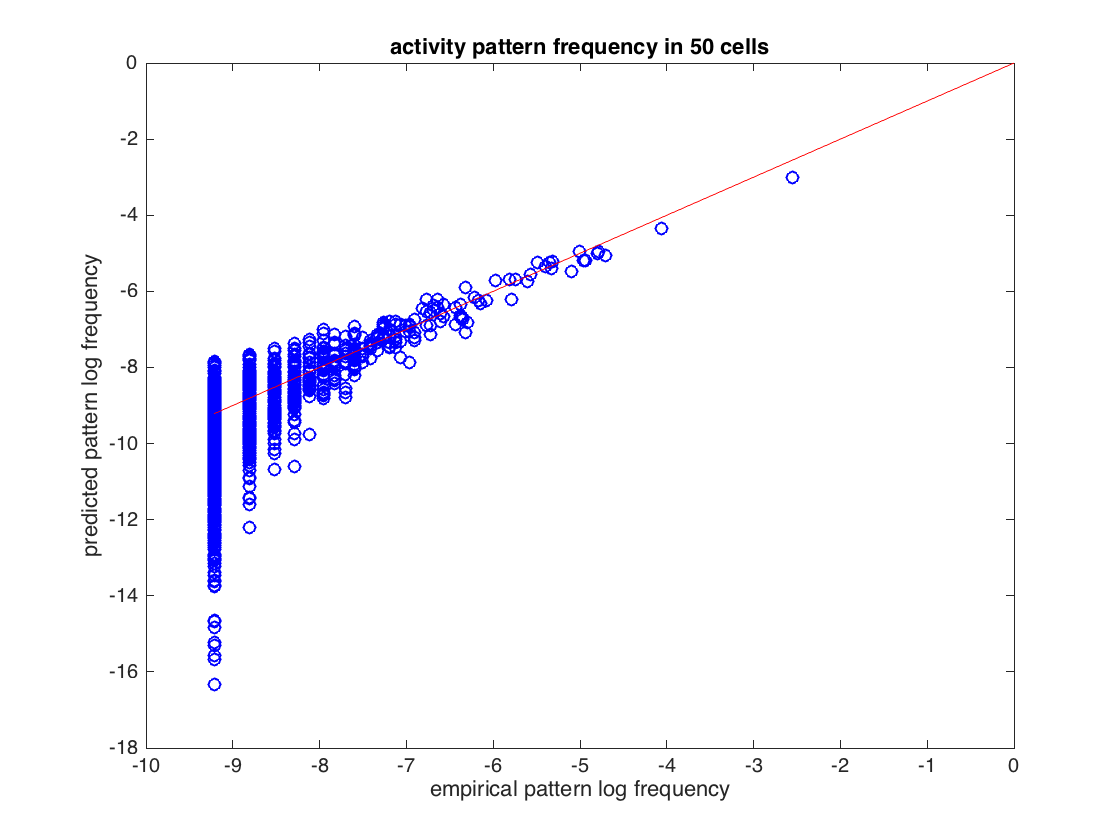 activity pattern frequency in 50 cells
0
-2
-4
-6
-8
-10
-12
-14
-16
-18
predicted pattern log frequency
-10 -9 -8 -7 -6 -5 -4 -3 -2 -1 0
empirical pattern log frequency